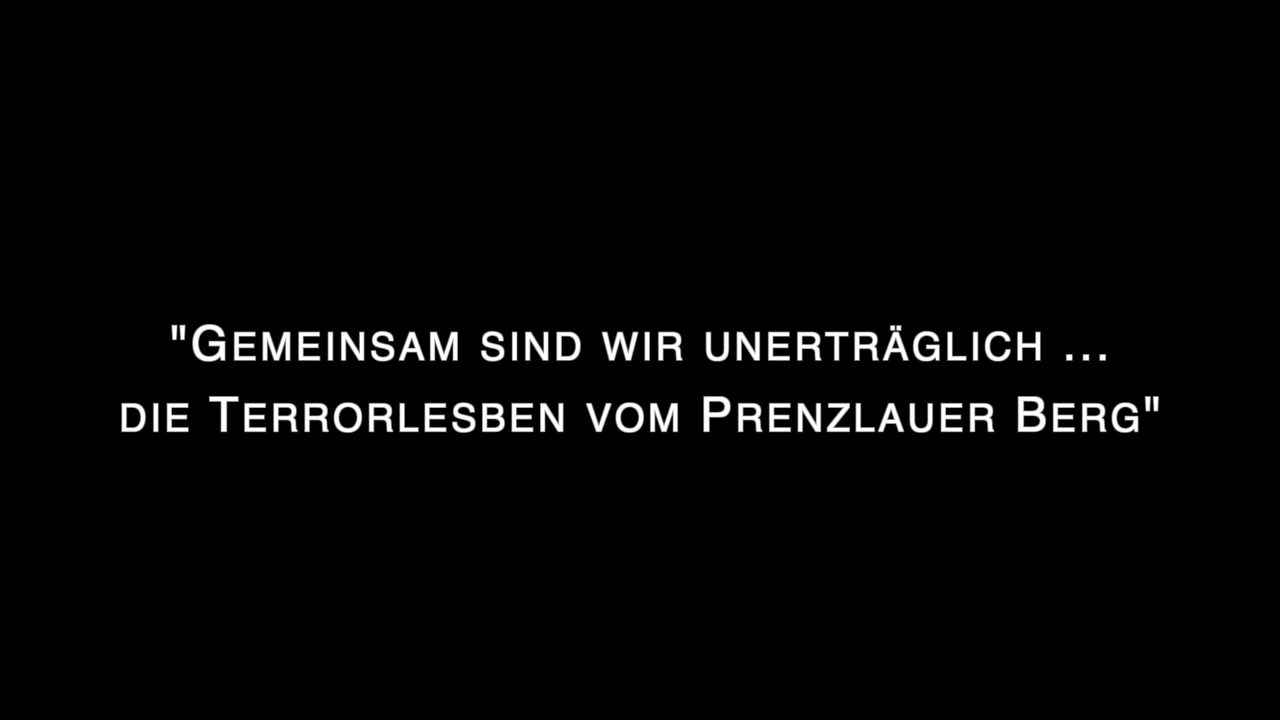 "Gemeinsam sind wir unerträglich ...
die Terrorlesben vom Prenzlauer Berg"